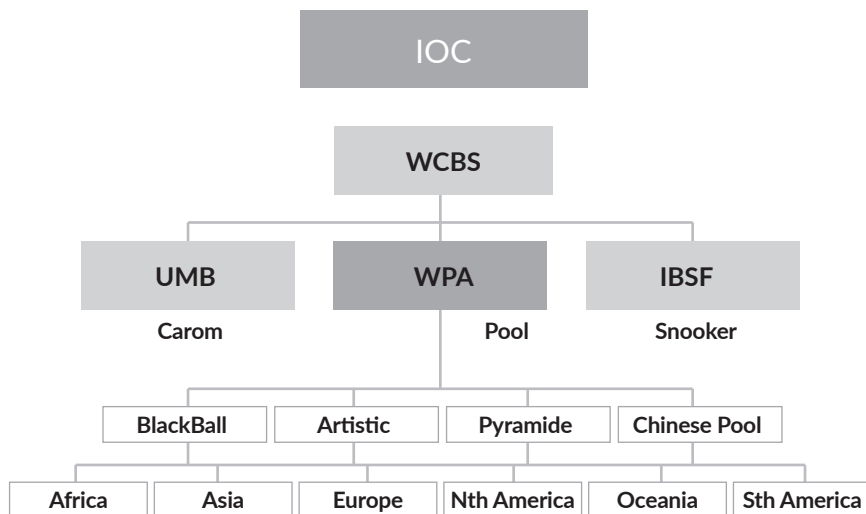 IOC
WCBS
UMB
WPA
IBSF
Carom
Pool
Snooker
BlackBall
Artistic
Pyramide
Chinese Pool
Africa
Asia
Europe
Nth America
Oceania
Sth America